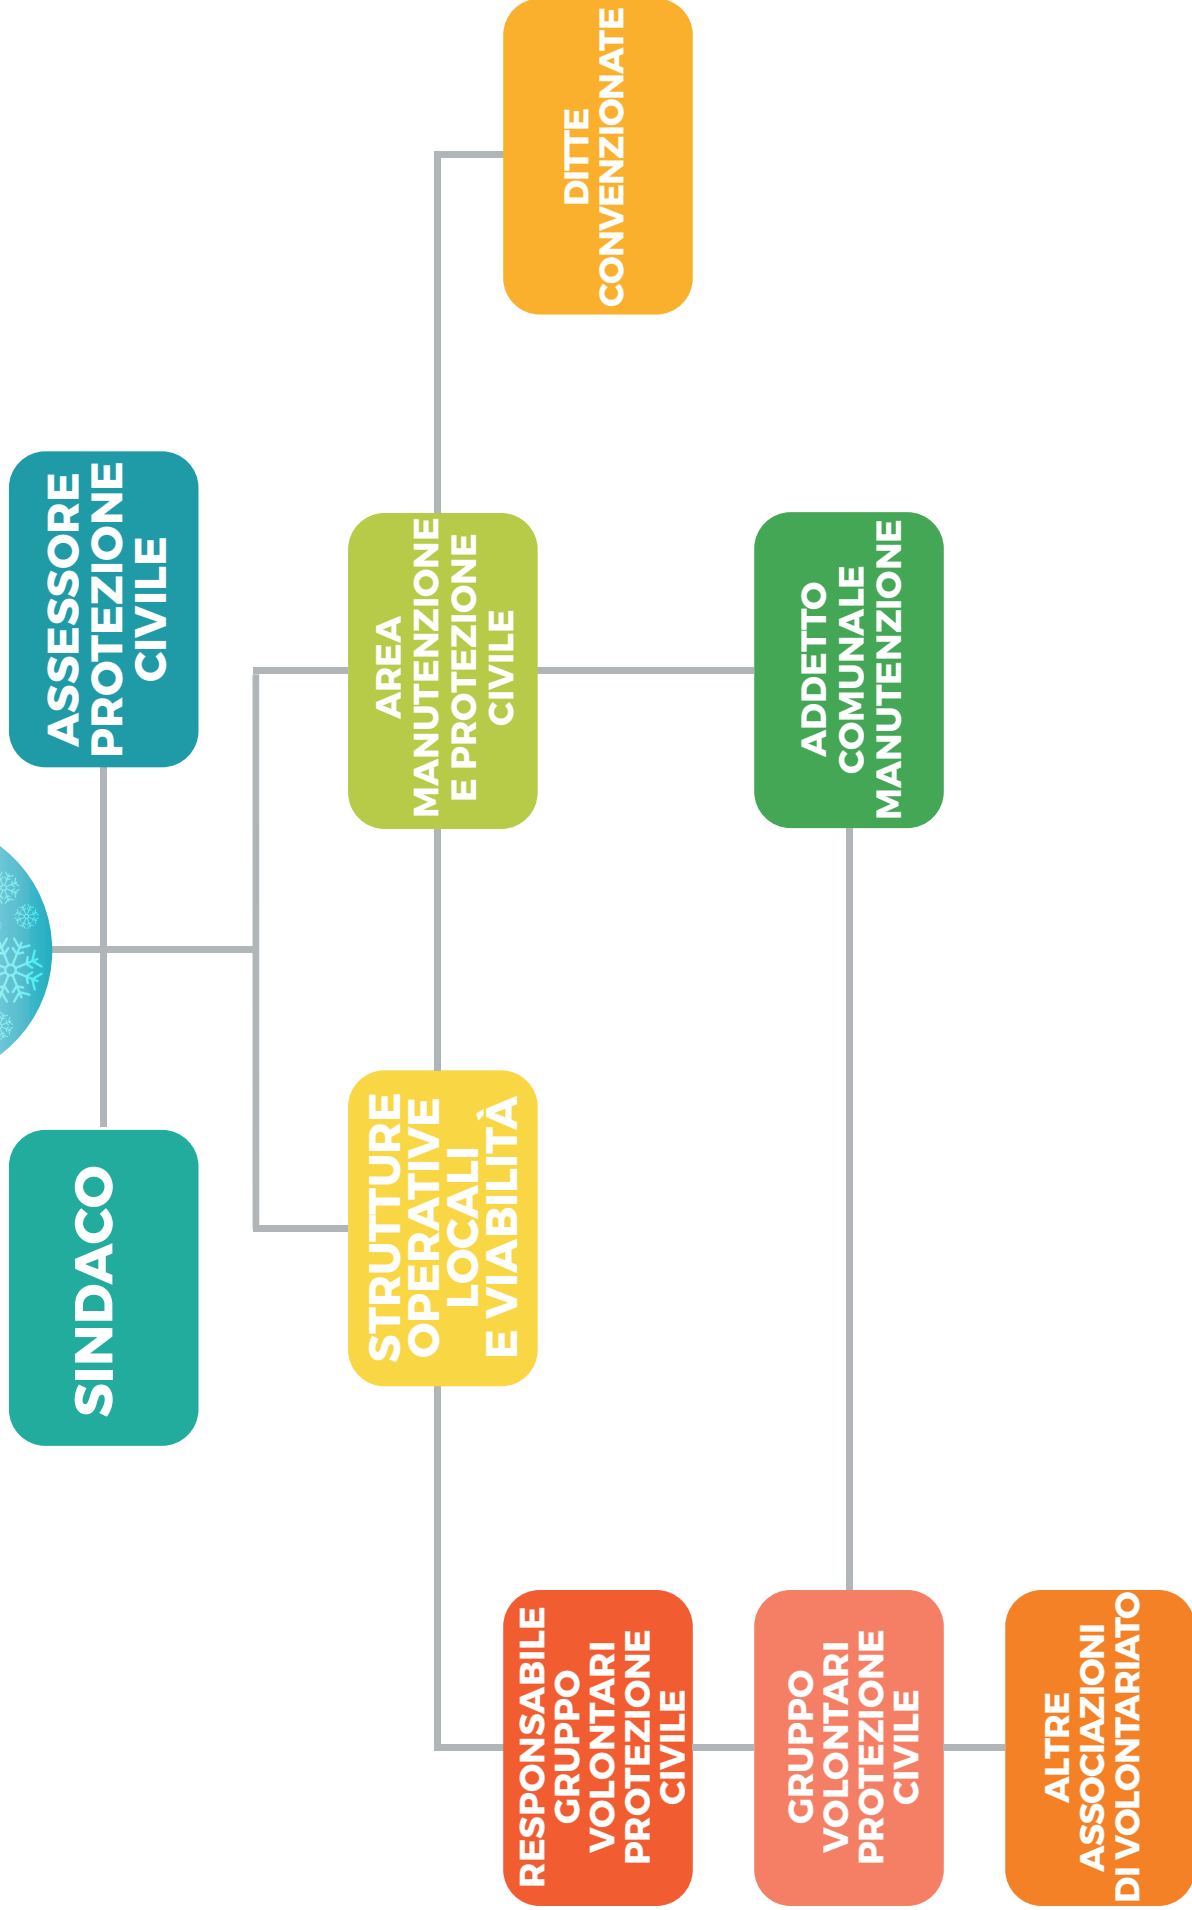 SINDACO
ASSESSORE
PROTEZIONE
CIVILE
STRUTTURE
OPERATIVE
LOCALI
E VIABILITÀ
AREA
MANUTENZIONE
E PROTEZIONE
CIVILE
RESPONSABILE
GRUPPO
VOLONTARI
PROTEZIONE
CIVILE
DITTE
CONVENZIONATE
GRUPPO
VOLONTARI
PROTEZIONE
CIVILE
ADDETTO
COMUNALE
MANUTENZIONE
ALTRE
ASSOCIAZIONI
DI VOLONTARIATO